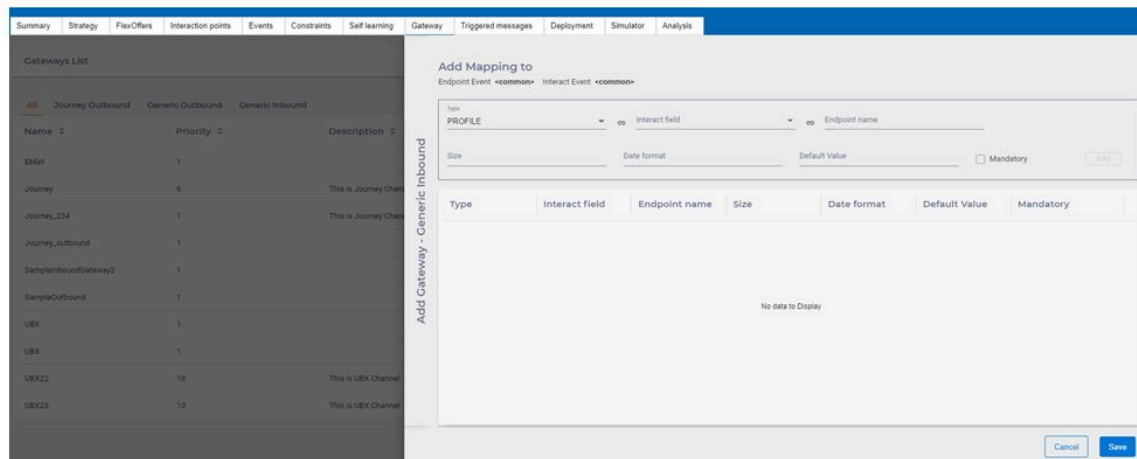 Summary Strategy FlexOffers Interaction points Events Constraints Self learning Gateway Triggered messages Deployment Simulator Analysis
Gateways List
All Journey Outbound Generic Outbound Generic Inbound
Name Priority Description
EMail 1
Journey 6 This is Journey Chan
Journey_234 1 This is Journey Chan
Journey_outbound 1
SampleInboundGateway2 1
SampleOutbound 1
UBX 1
UBX 1
UBX22 10 This is UBX Channel
UBX23 10 This is UBX Channel
Add Gateway - Generic Inbound
Add Mapping to
Endpoint Event <common> Interact Event <common>
Type
PROFILE Interact field Endpoint name
Size Date format Default Value Mandatory Add
Type Interact field Endpoint name Size Date format Default Value Mandatory
No data to Display
Cancel Save